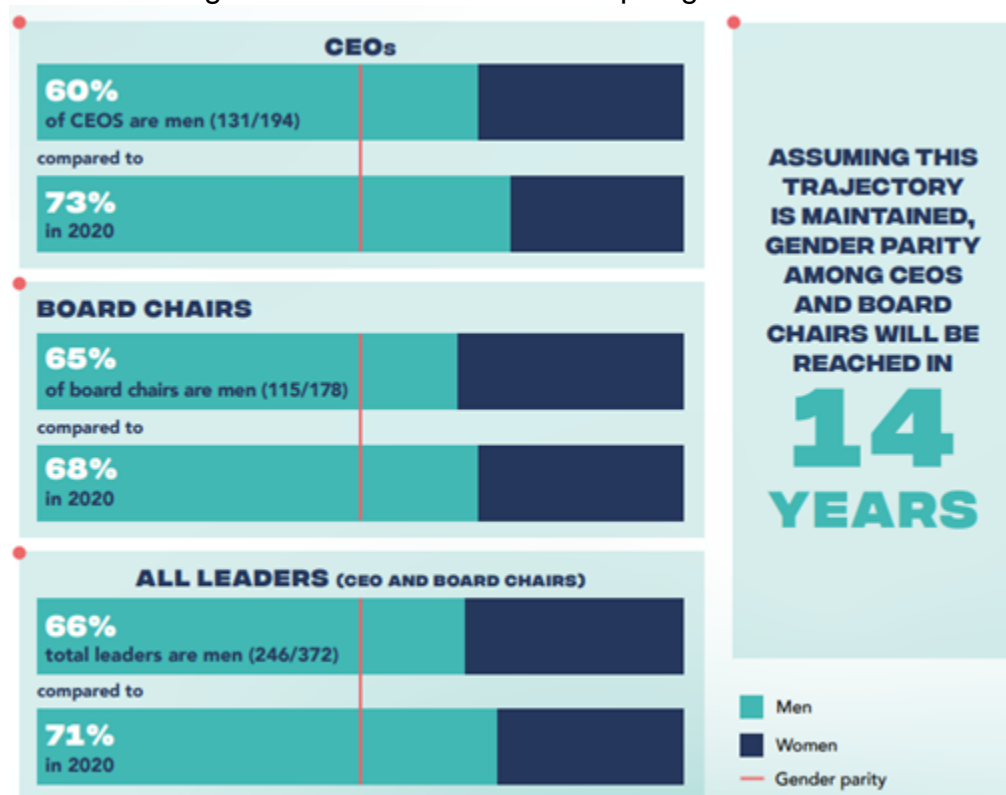 CEOs
60%
of CEOS are men (131/194)
compared to
73%
in 2020
BOARD CHAIRS
65%
of board chairs are men (115/178)
compared to
68%
in 2020
ALL LEADERS (CEO AND BOARD CHAIRS)
66%
total leaders are men (246/372)
compared to
71%
in 2020
ASSUMING THIS
TRAJECTORY
IS MAINTAINED,
GENDER PARITY
AMONG CEOS
AND BOARD
CHAIRS WILL BE
REACHED IN
14
YEARS
Men
Women
Gender parity